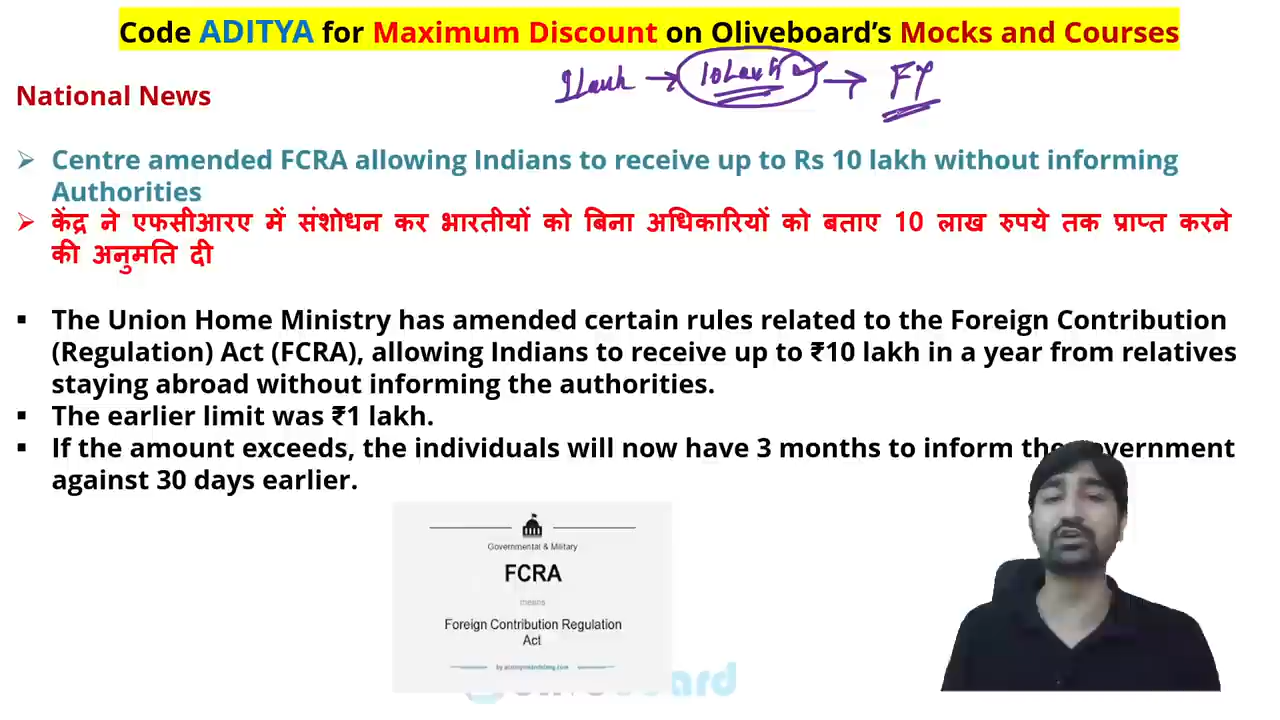 Code ADITYA for Maximum Discount on Oliveboard’s Mocks and Courses
1Lakh → 10Lakh → FY
National News
➢ Centre amended FCRA allowing Indians to receive up to Rs 10 lakh without informing
Authorities
➢ केंद्र ने एफसीआरए में संशोधन कर भारतीयों को बिना अधिकारियों को बताए 10 लाख रुपये तक प्राप्त करने
की अनुमति दी
▪ The Union Home Ministry has amended certain rules related to the Foreign Contribution
(Regulation) Act (FCRA), allowing Indians to receive up to ₹10 lakh in a year from relatives
staying abroad without informing the authorities.
▪ The earlier limit was ₹1 lakh.
▪ If the amount exceeds, the individuals will now have 3 months to inform the government
against 30 days earlier.
Governmental & Military
FCRA
means
Foreign Contribution Regulation
Act